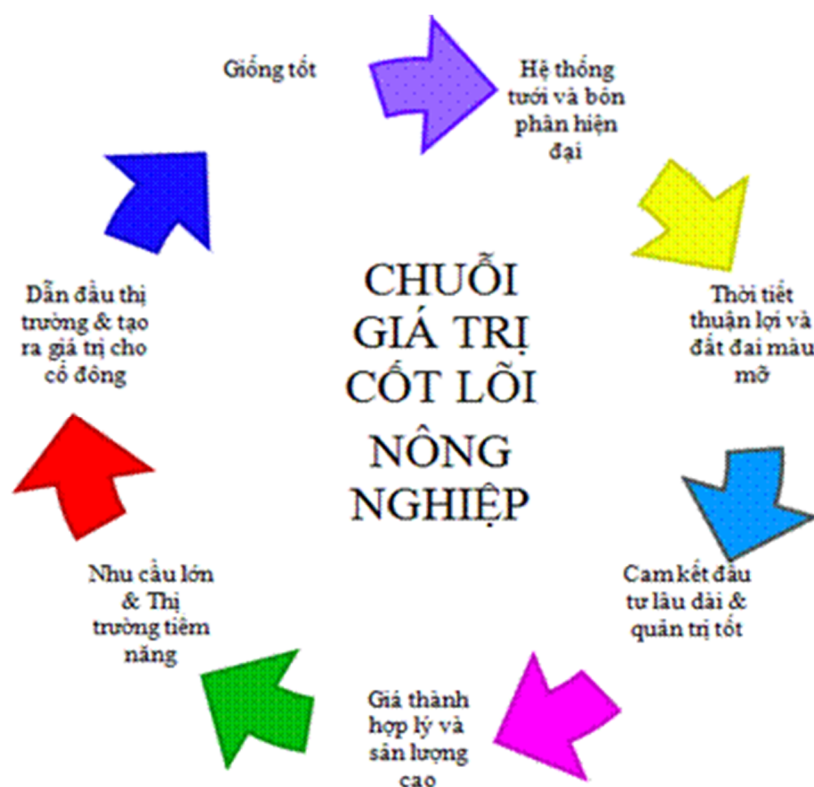 Giống tốt
Hệ thống
tưới và bón
phân hiện
đại
Thời tiết
thuận lợi và
đất đai màu
mỡ
Cam kết đầu
tư lâu dài &
quản trị tốt
Giá thành
hợp lý và
sản lượng
cao
Nhu cầu lớn
& Thị
trường tiềm
năng
Dẫn đầu thị
trường & tạo
ra giá trị cho
cổ đông
CHUỖI
GIÁ TRỊ
CỐT LÕI
NÔNG
NGHIỆP